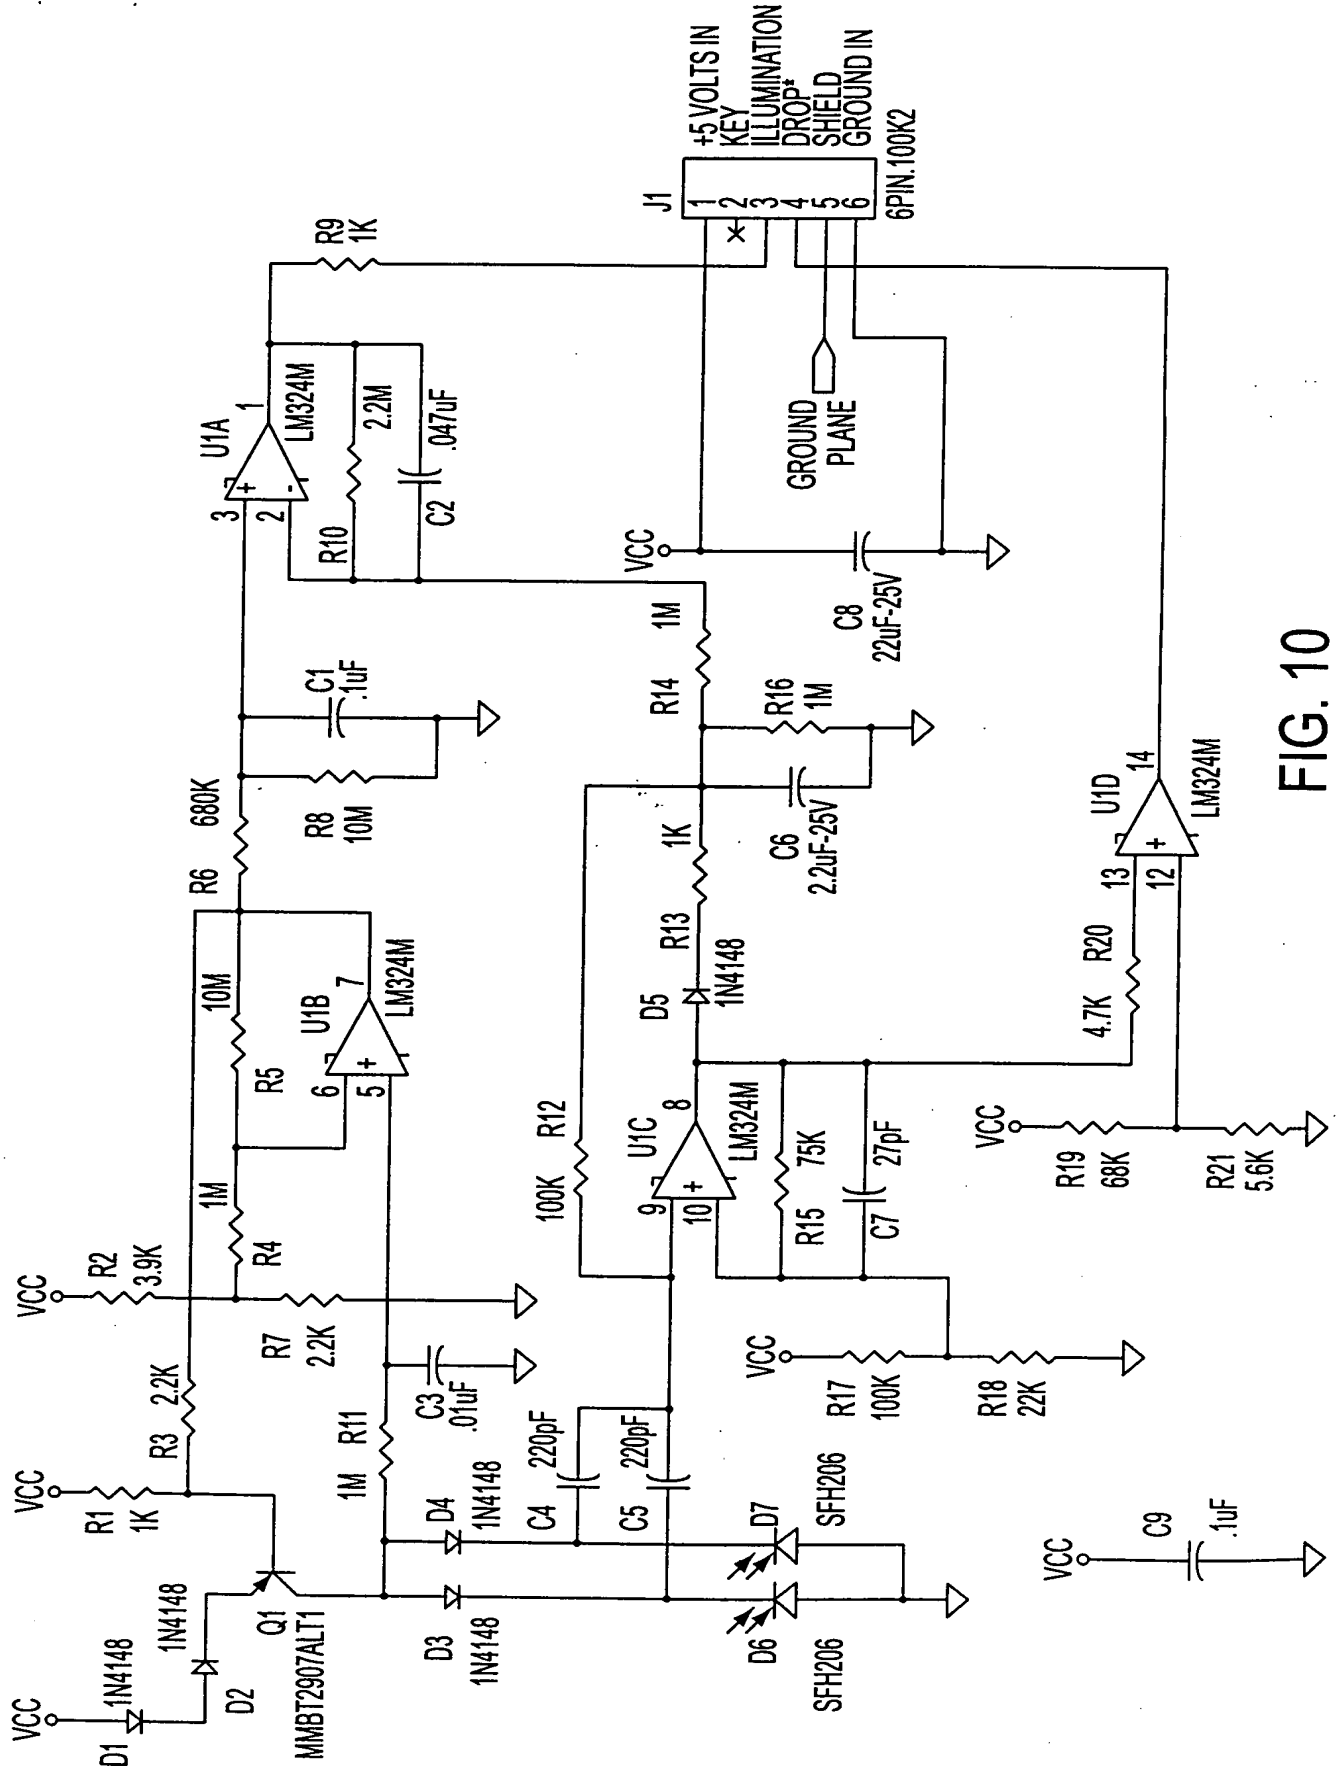 VCC
D1
1N4148
D2
1N4148
Q1
MMBT2907ALT1
VCC
R1
1K
R3
2.2K
VCC
R2
3.9K
R4
1M
R7
2.2K
R5
10M
6
5
+
U1B
7
LM324M
R6
680K
R8
10M
C1
.1uF
3
2
+
-
U1A
1
LM324M
R10
2.2M
C2
.047uF
R9
1K
J1
1
2
3
4
5
6
+5 VOLTS IN
KEY
ILLUMINATION
DROP*
SHIELD
GROUND IN
6PIN.100K2
D3
1N4148
D4
1N4148
1M
R11
C3
.01uF
C4
220pF
C5
220pF
D6
SFH206
D7
SFH206
100K
R12
9
10
+
U1C
8
LM324M
R15
75K
C7
27pF
VCC
R17
100K
R18
22K
D5
1N4148
R13
1K
C6
2.2uF-25V
R14
1M
R16
1M
VCC
C8
22uF-25V
GROUND
PLANE
VCC
R19
68K
R21
5.6K
4.7K
R20
13
12
+
U1D
14
LM324M
VCC
C9
.1uF
FIG. 10